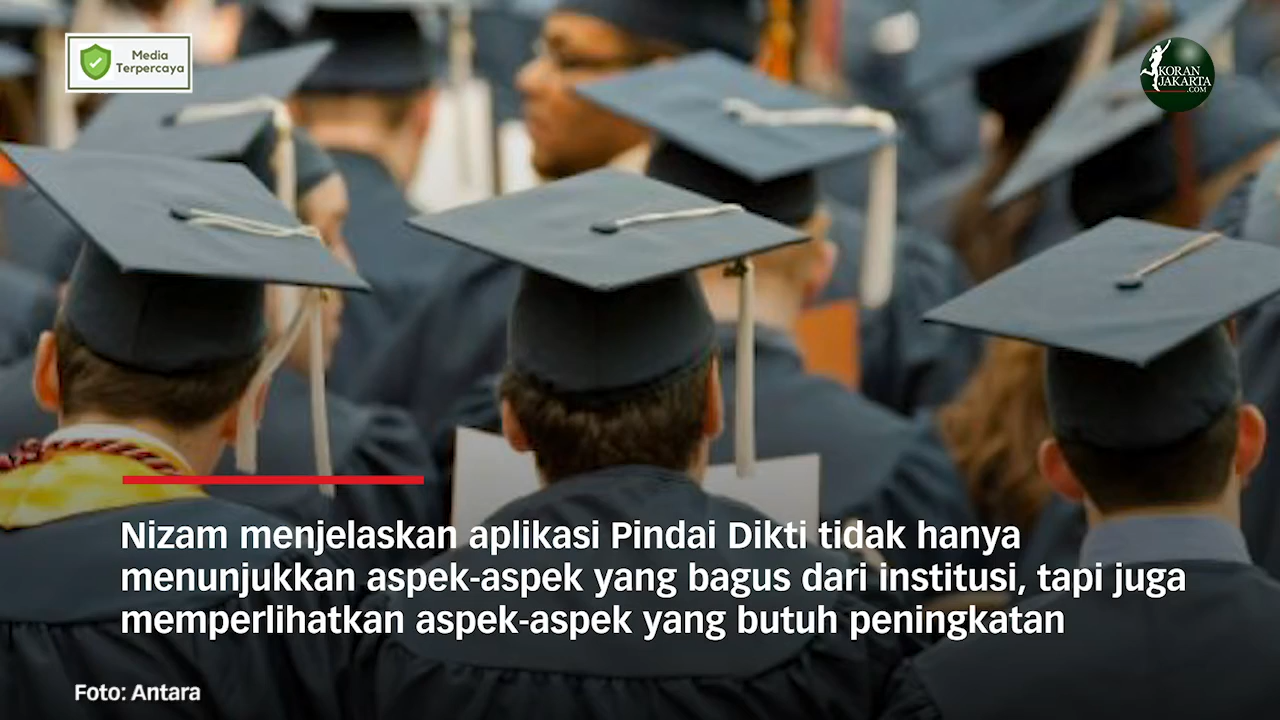 Media
Terpercaya
KORAN
JAKARTA
.COM
Nizam menjelaskan aplikasi Pindai Dikti tidak hanya
menunjukkan aspek-aspek yang bagus dari institusi, tapi juga
memperlihatkan aspek-aspek yang butuh peningkatan
Foto: Antara